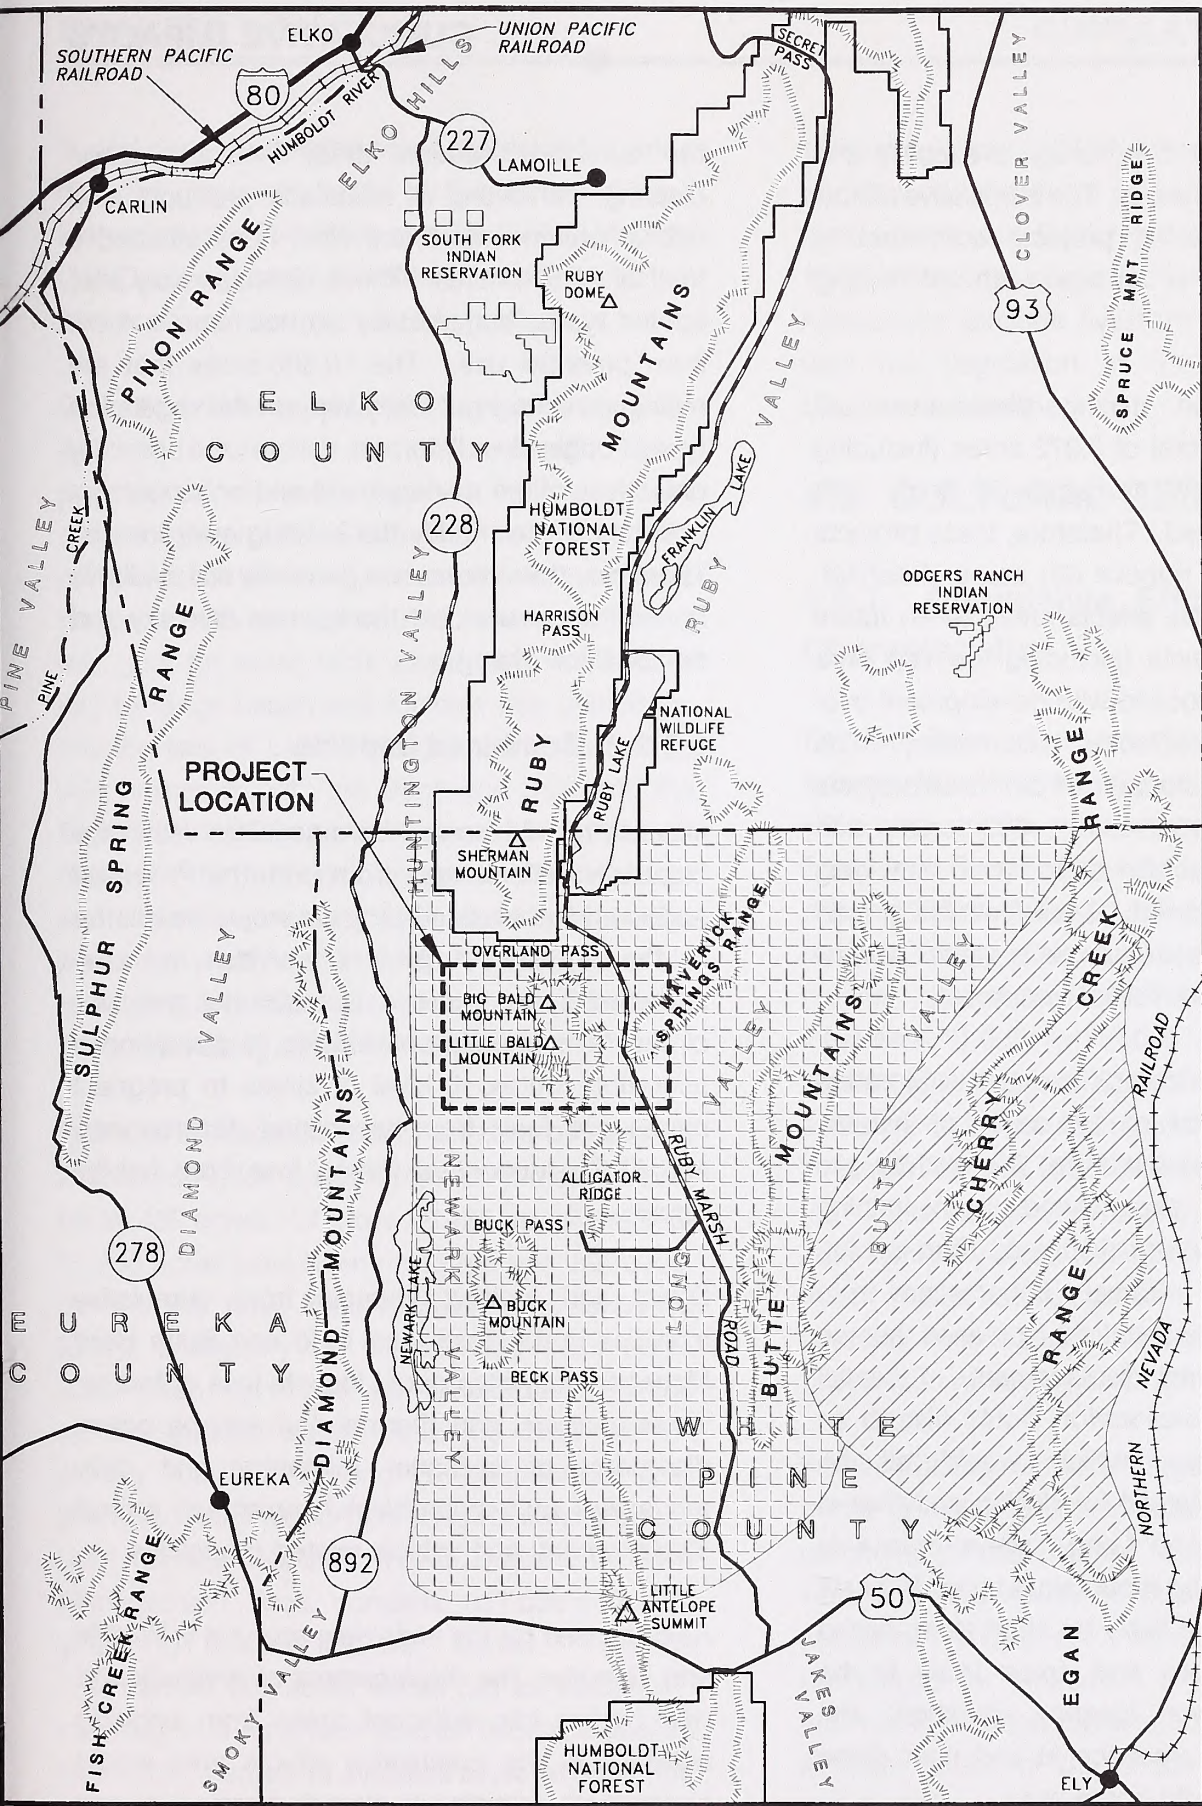 ELKO
UNION PACIFIC
RAILROAD
SOUTHERN PACIFIC
RAILROAD
80
HUMBOLDT RIVER
ELKO HILLS
227
LAMOILLE
SECRET
PASS
CLOVER VALLEY
CARLIN
PINON RANGE
SOUTH FORK
INDIAN
RESERVATION
RUBY
DOME
MOUNTAINS
VALLEY
93
SPRUCE MNT RIDGE
ELKO
COUNTY
228
PINE VALLEY
PINE CREEK
HUMBOLDT
NATIONAL
FOREST
FRANKLIN LAKE
RUBY
HARRISON
PASS
ODGERS RANCH
INDIAN
RESERVATION
RANGE
HUNTINGTON VALLEY
NATIONAL
WILDLIFE
REFUGE
RUBY LAKE
RUBY
PROJECT
LOCATION
SHERMAN
MOUNTAIN
SULPHUR SPRING
DIAMOND VALLEY
OVERLAND PASS
BIG BALD
MOUNTAIN
LITTLE BALD
MOUNTAIN
MAVERICK
SPRINGS RANGE
VALLEY
MOUNTAINS
VALLEY
RANGE
CREEK
CHERRY
RAILROAD
DIAMOND MOUNTAINS
NEWARK VALLEY
ALLIGATOR
RIDGE
RUBY MARSH
ROAD
BUTTE
278
BUCK PASS
NEWARK LAKE
BUCK
MOUNTAIN
LONG
BUTTE
RANGE
NEVADA
NORTHERN
EUREKA
COUNTY
BECK PASS
WHITE
PINE
COUNTY
EUREKA
892
FISH CREEK RANGE
SMOKY VALLEY
LITTLE
ANTELOPE
SUMMIT
50
JAKES
VALLEY
EGAN
HUMBOLDT
NATIONAL
FOREST
ELY